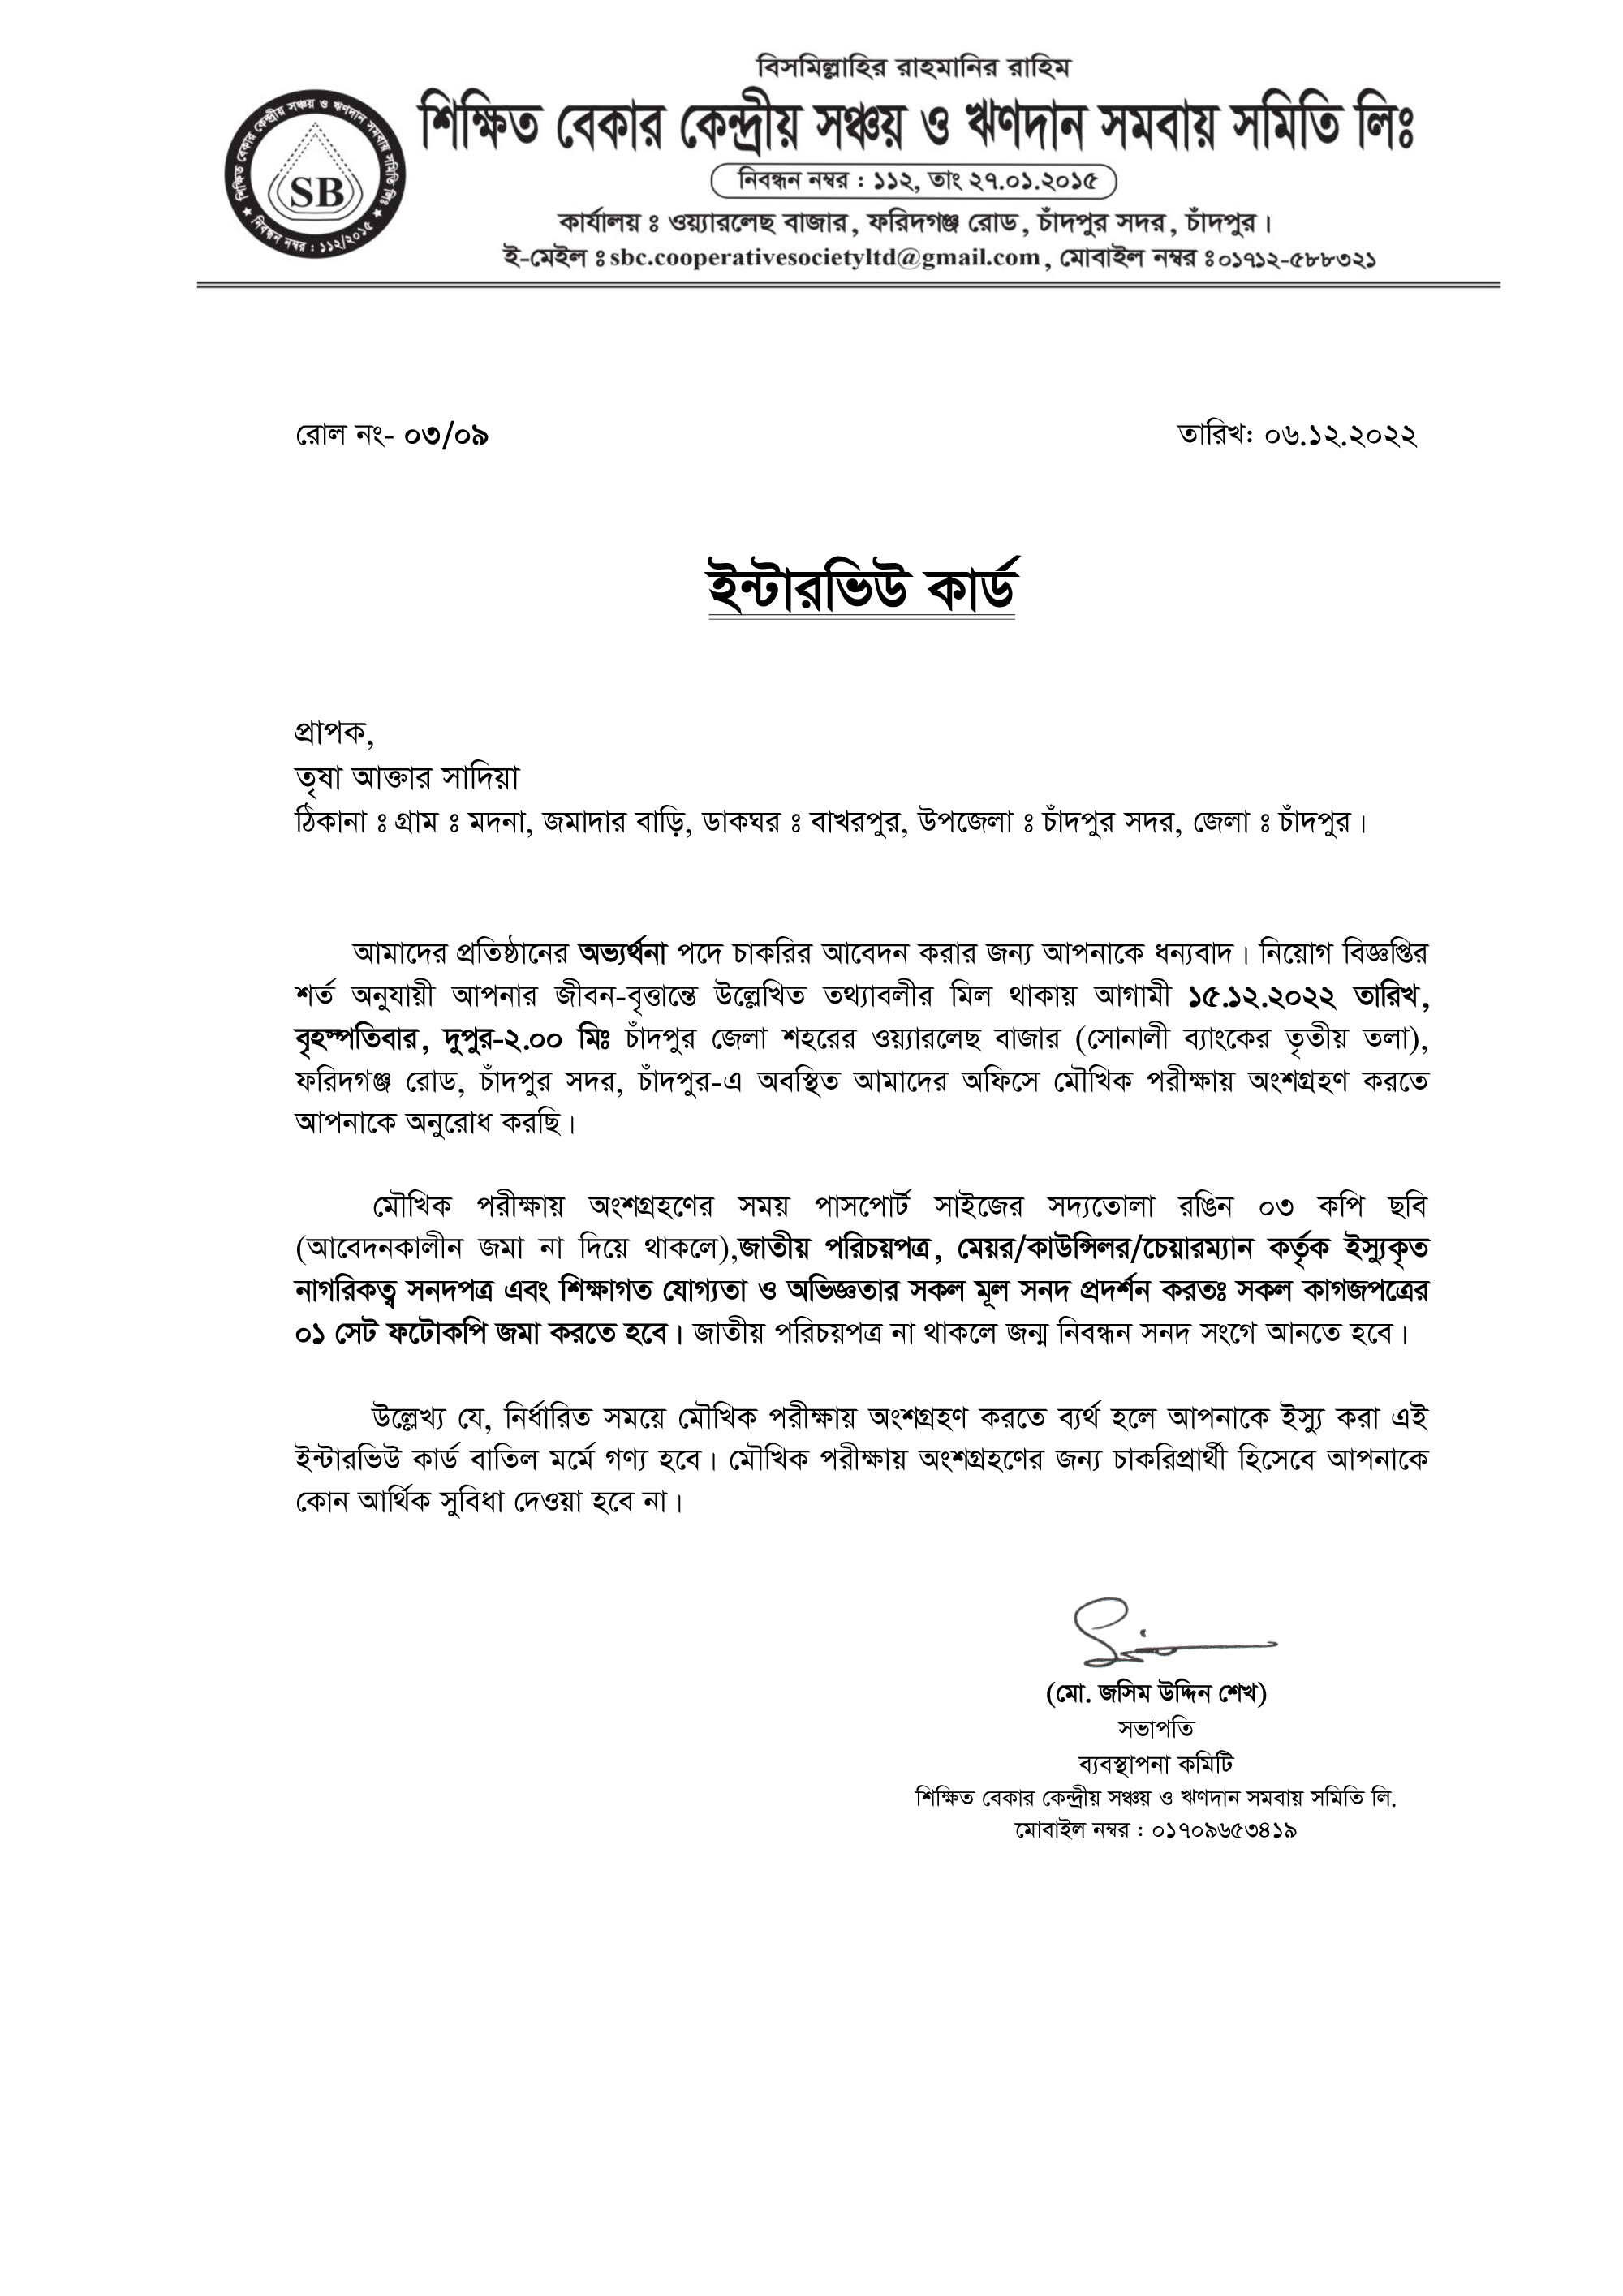 বিসমিল্লাহির রাহমানির রাহিম
শিক্ষিত বেকার কেন্দ্রীয় সঞ্চয় ও ঋণদান সমবায় সমিতি লিঃ
শিক্ষিত বেকার কেন্দ্রীয় সঞ্চয় ও ঋণদান সমবায় সমিতি লিঃ
SB
★ নিবন্ধন নম্বর : ১১২/২০১৫ ★
নিবন্ধন নম্বর : ১১২, তাং ২৭.০১.২০১৫
কার্যালয় ঃ ওয়্যারলেছ বাজার, ফরিদগঞ্জ রোড, চাঁদপুর সদর, চাঁদপুর।
ই-মেইল ঃ sbc.cooperativesocietyltd@gmail.com, মোবাইল নম্বর ঃ ০১৭১২-৫৮৮৩২১
রোল নং- ০৩/০৯ তারিখ: ০৬.১২.২০২২
ইন্টারভিউ কার্ড
প্রাপক,
তৃষা আক্তার সাদিয়া
ঠিকানা ঃ গ্রাম ঃ মদনা, জমাদার বাড়ি, ডাকঘর ঃ বাখরপুর, উপজেলা ঃ চাঁদপুর সদর, জেলা ঃ চাঁদপুর।
আমাদের প্রতিষ্ঠানের অভ্যর্থনা পদে চাকরির আবেদন করার জন্য আপনাকে ধন্যবাদ। নিয়োগ বিজ্ঞপ্তির
শর্ত অনুযায়ী আপনার জীবন-বৃত্তান্তে উল্লেখিত তথ্যাবলীর মিল থাকায় আগামী ১৫.১২.২০২২ তারিখ,
বৃহস্পতিবার, দুপুর-২.০০ মিঃ চাঁদপুর জেলা শহরের ওয়্যারলেছ বাজার (সোনালী ব্যাংকের তৃতীয় তলা),
ফরিদগঞ্জ রোড, চাঁদপুর সদর, চাঁদপুর-এ অবস্থিত আমাদের অফিসে মৌখিক পরীক্ষায় অংশগ্রহণ করতে
আপনাকে অনুরোধ করছি।
মৌখিক পরীক্ষায় অংশগ্রহণের সময় পাসপোর্ট সাইজের সদ্যতোলা রঙিন ০৩ কপি ছবি
(আবেদনকালীন জমা না দিয়ে থাকলে),জাতীয় পরিচয়পত্র, মেয়র/কাউন্সিলর/চেয়ারম্যান কর্তৃক ইস্যুকৃত
নাগরিকত্ব সনদপত্র এবং শিক্ষাগত যোগ্যতা ও অভিজ্ঞতার সকল মূল সনদ প্রদর্শন করতঃ সকল কাগজপত্রের
০১ সেট ফটোকপি জমা করতে হবে। জাতীয় পরিচয়পত্র না থাকলে জন্ম নিবন্ধন সনদ সংগে আনতে হবে।
উল্লেখ্য যে, নির্ধারিত সময়ে মৌখিক পরীক্ষায় অংশগ্রহণ করতে ব্যর্থ হলে আপনাকে ইস্যু করা এই
ইন্টারভিউ কার্ড বাতিল মর্মে গণ্য হবে। মৌখিক পরীক্ষায় অংশগ্রহণের জন্য চাকরিপ্রার্থী হিসেবে আপনাকে
কোন আর্থিক সুবিধা দেওয়া হবে না।
(মো. জসিম উদ্দিন শেখ)
সভাপতি
ব্যবস্থাপনা কমিটি
শিক্ষিত বেকার কেন্দ্রীয় সঞ্চয় ও ঋণদান সমবায় সমিতি লি.
মোবাইল নম্বর : ০১৭০৯৬৫৩৪১৯